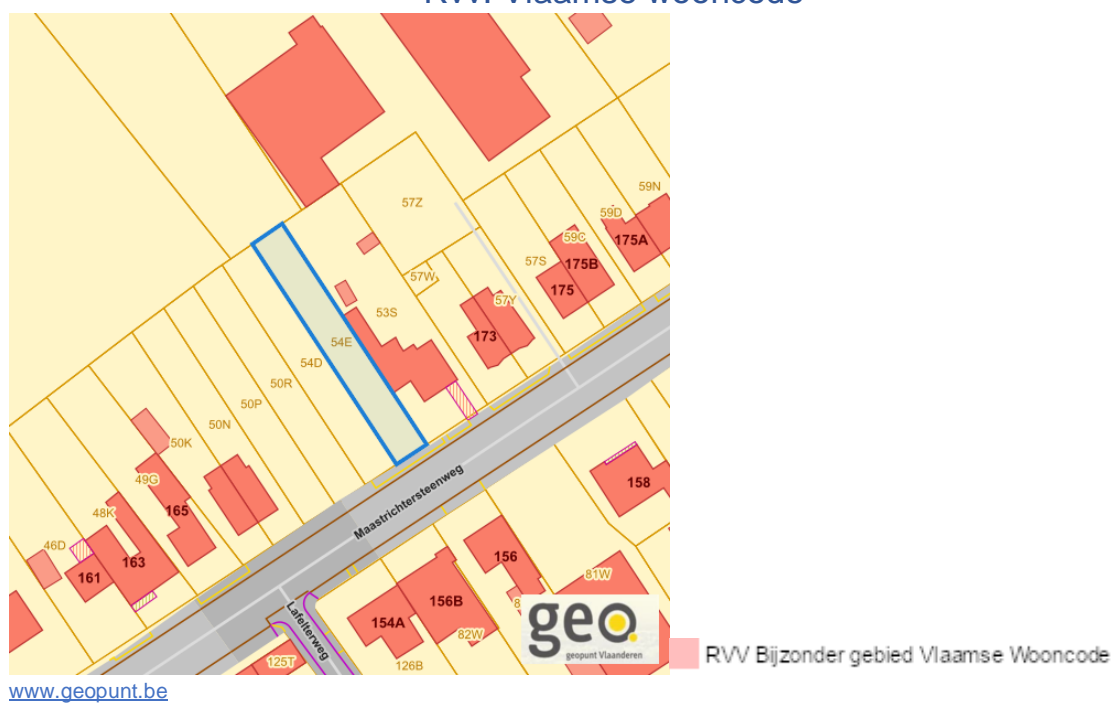 RVV: Vlaamse wooncode
59N
57Z
59D
175A
59C
57S
175B
57W
175
57Y
53S
173
54E
54D
50R
50P
50N
50K
49G
48K
165
46D
163
161
Maastrichtersteenweg
158
156
81W
156B
154A
8
82W
126B
125T
Lafelterweg
geo
geopunt Vlaanderen
RVV Bijzonder gebied Vlaamse Wooncode
www.geopunt.be